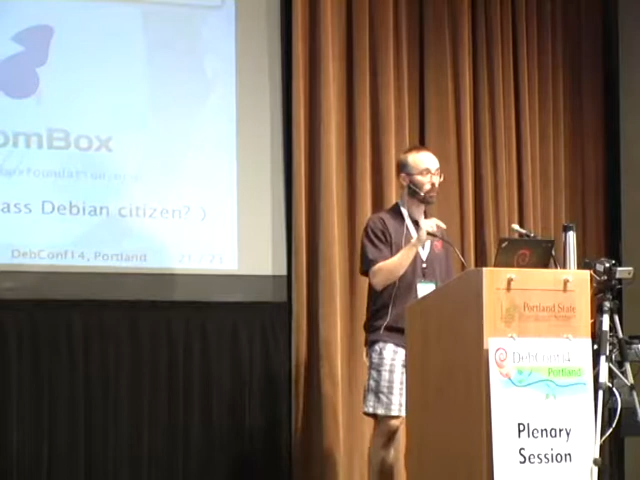 omBox
ass Debian citizen? )
DebConf14, Portland
Portland State
DebConf14
Portland
Plenary
Session